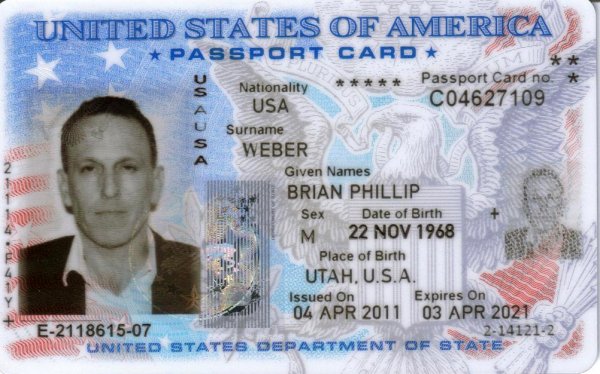 UNITED STATES OF AMERICA
★ PASSPORT CARD ★
USAUSA
Nationality
USA
*****
Passport Card no.
C04627109
**
*
Surname
WEBER
Given Names
BRIAN PHILLIP
Sex
M
Date of Birth
22 NOV 1968
Place of Birth
UTAH, U.S.A.
Issued On
04 APR 2011
Expires On
03 APR 2021
E-2118615-07
2-14121-2
UNITED STATES DEPARTMENT OF STATE